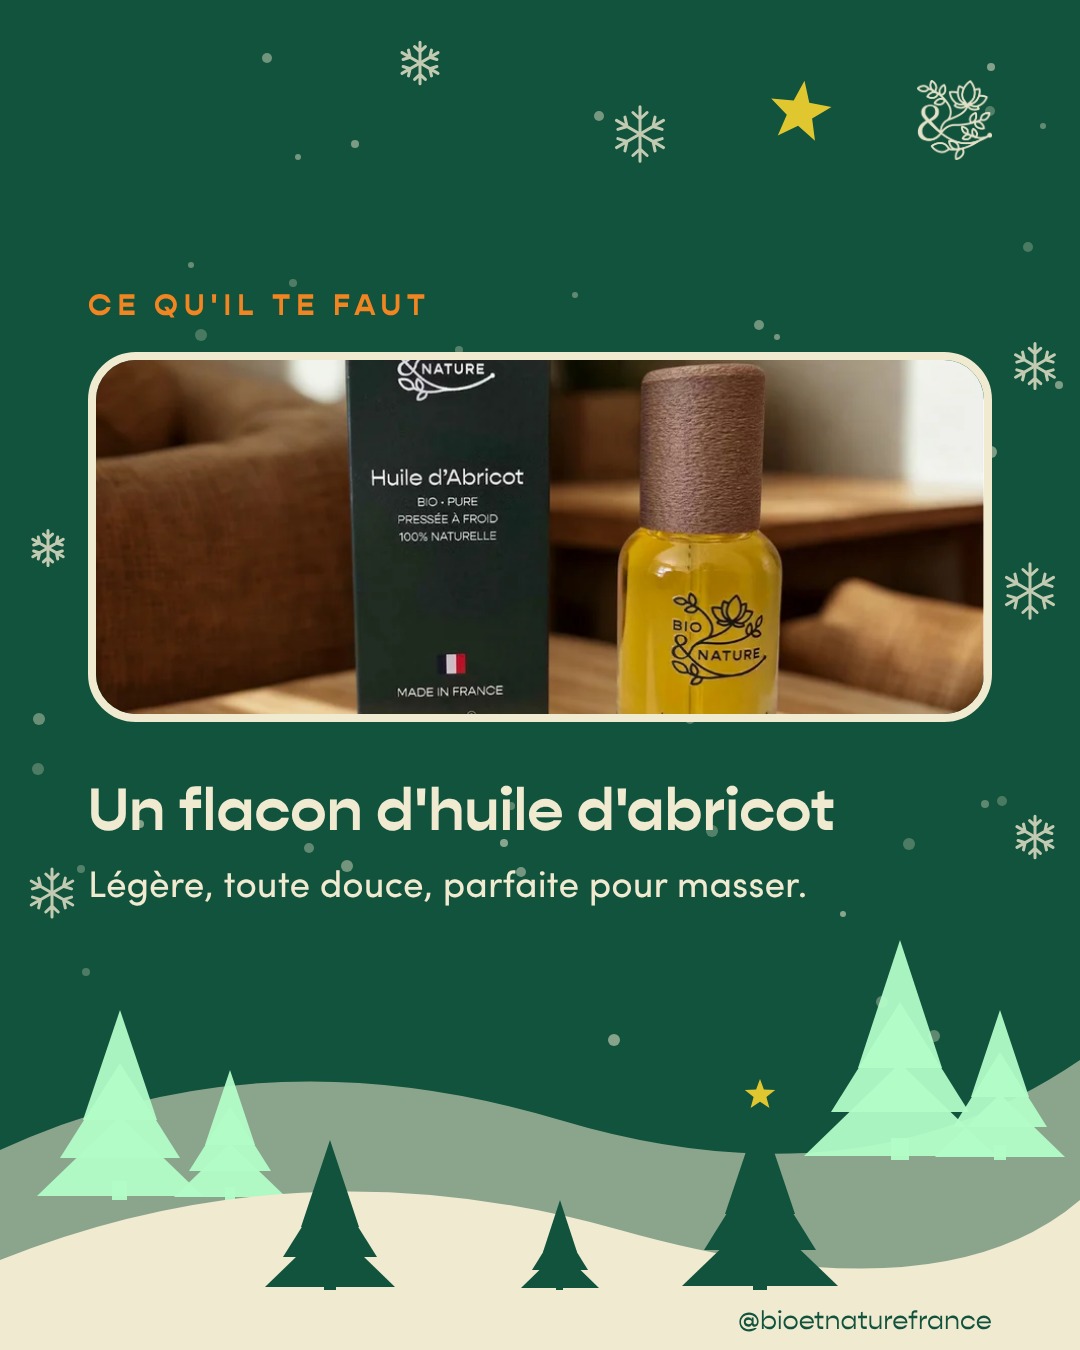 &
CE QU'IL TE FAUT
& NATURE
Huile d'Abricot
BIO • PURE
PRESSÉE À FROID
100% NATURELLE
MADE IN FRANCE
BIO
& NATURE
Un flacon d'huile d'abricot
Légère, toute douce, parfaite pour masser.
@bioetnaturefrance